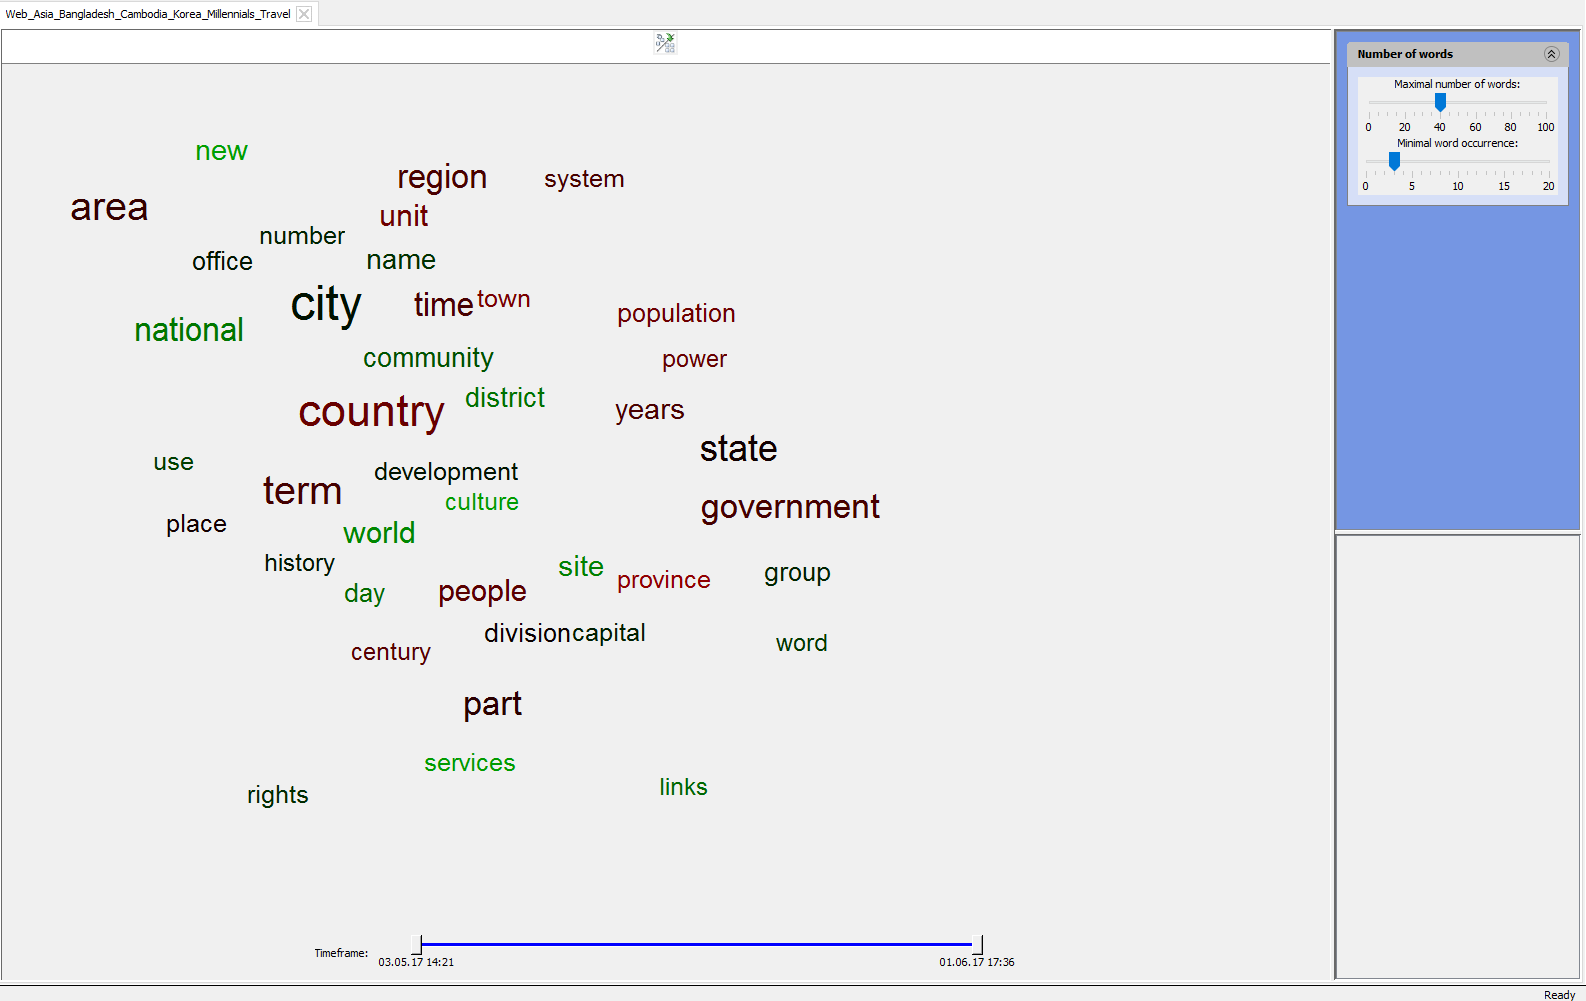 Web_Asia_Bangladesh_Cambodia_Korea_Millennials_Travel
Number of words
Maximal number of words:
0 20 40 60 80 100
Minimal word occurrence:
0 5 10 15 20
new
region
system
area
unit
number
name
office
city
time
town
population
national
community
power
district
country
years
state
use
development
term
culture
government
place
world
history
site
province
group
day
people
division
capital
word
century
part
services
links
rights
Timeframe:
03.05.17 14:21
01.06.17 17:36
Ready